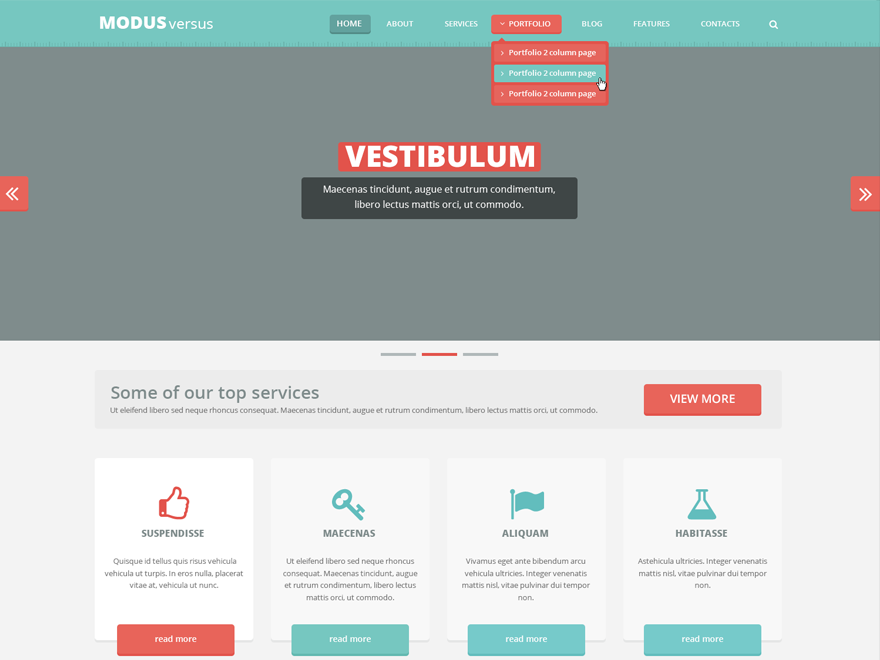 MODUS versus
HOME ABOUT SERVICES PORTFOLIO BLOG FEATURES CONTACTS
Portfolio 2 column page
Portfolio 2 column page
Portfolio 2 column page
VESTIBULUM
Maecenas tincidunt, augue et rutrum condimentum,
libero lectus mattis orci, ut commodo.
Some of our top services
Ut eleifend libero sed neque rhoncus consequat. Maecenas tincidunt, augue et rutrum condimentum, libero lectus mattis orci, ut commodo.
VIEW MORE
SUSPENDISSE
Quisque id tellus quis risus vehicula
vehicula ut turpis. In eros nulla, placerat
vitae at, vehicula ut nunc.
read more
MAECENAS
Ut eleifend libero sed neque rhoncus
consequat. Maecenas tincidunt, augue
et rutrum condimentum, libero lectus
mattis orci, ut commodo.
read more
ALIQUAM
Vivamus eget ante bibendum arcu
vehicula ultricies. Integer venenatis
mattis nisl, vitae pulvinar dui tempor
non.
read more
HABITASSE
Astehicula ultricies. Integer venenatis
mattis nisl, vitae pulvinar dui tempor
non.
read more